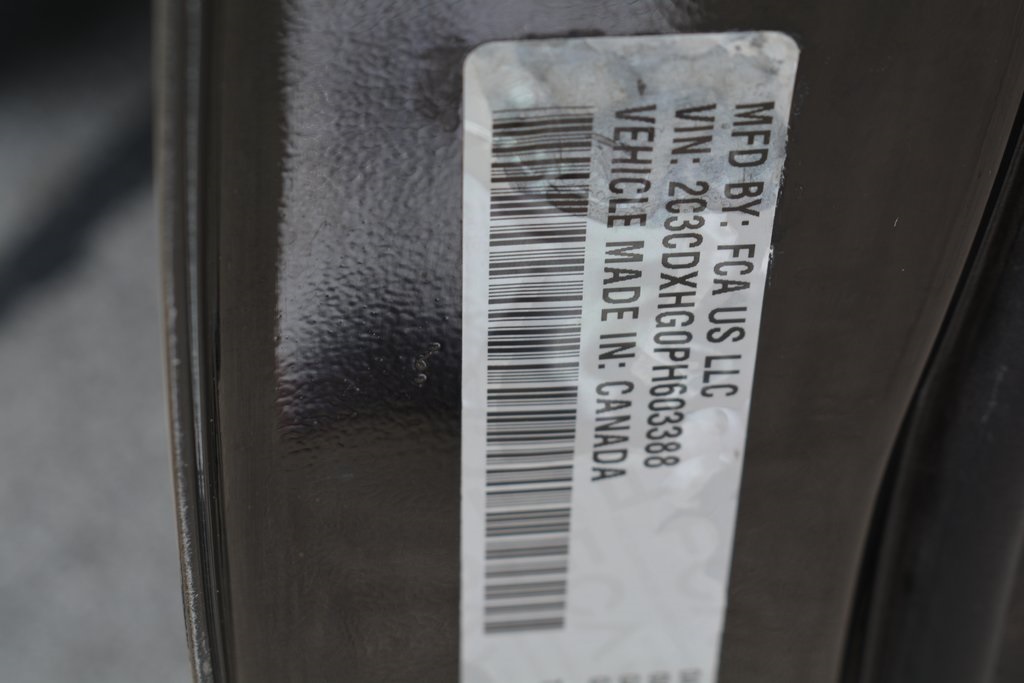 MFD BY: FCA US LLC
VIN: 2C3CDXHG0PH603388
VEHICLE MADE IN: CANADA